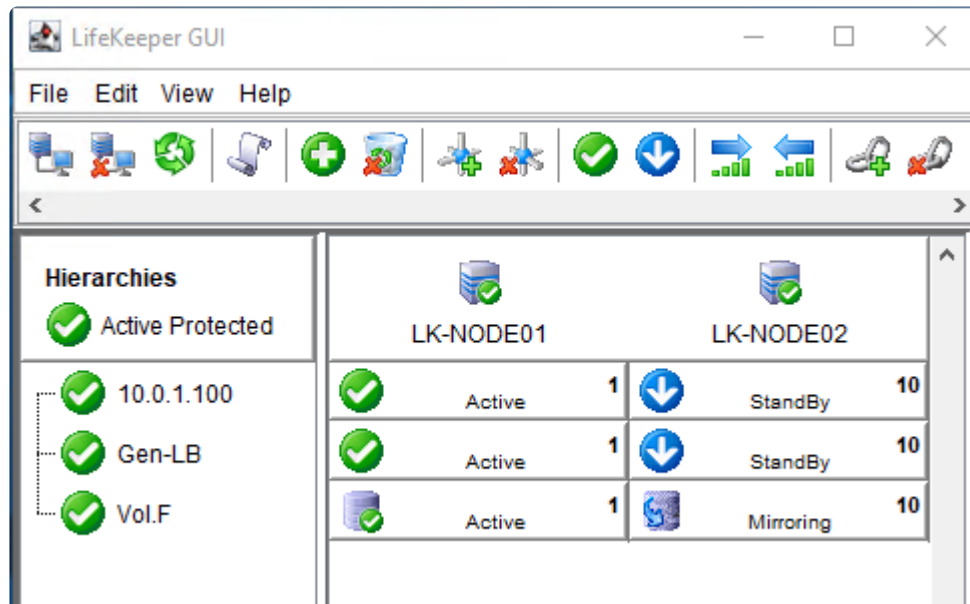 LifeKeeper GUI
File Edit View Help
Hierarchies
Active Protected
LK-NODE01 LK-NODE02
10.0.1.100 Active 1 StandBy 10
Gen-LB Active 1 StandBy 10
Vol.F Active 1 Mirroring 10